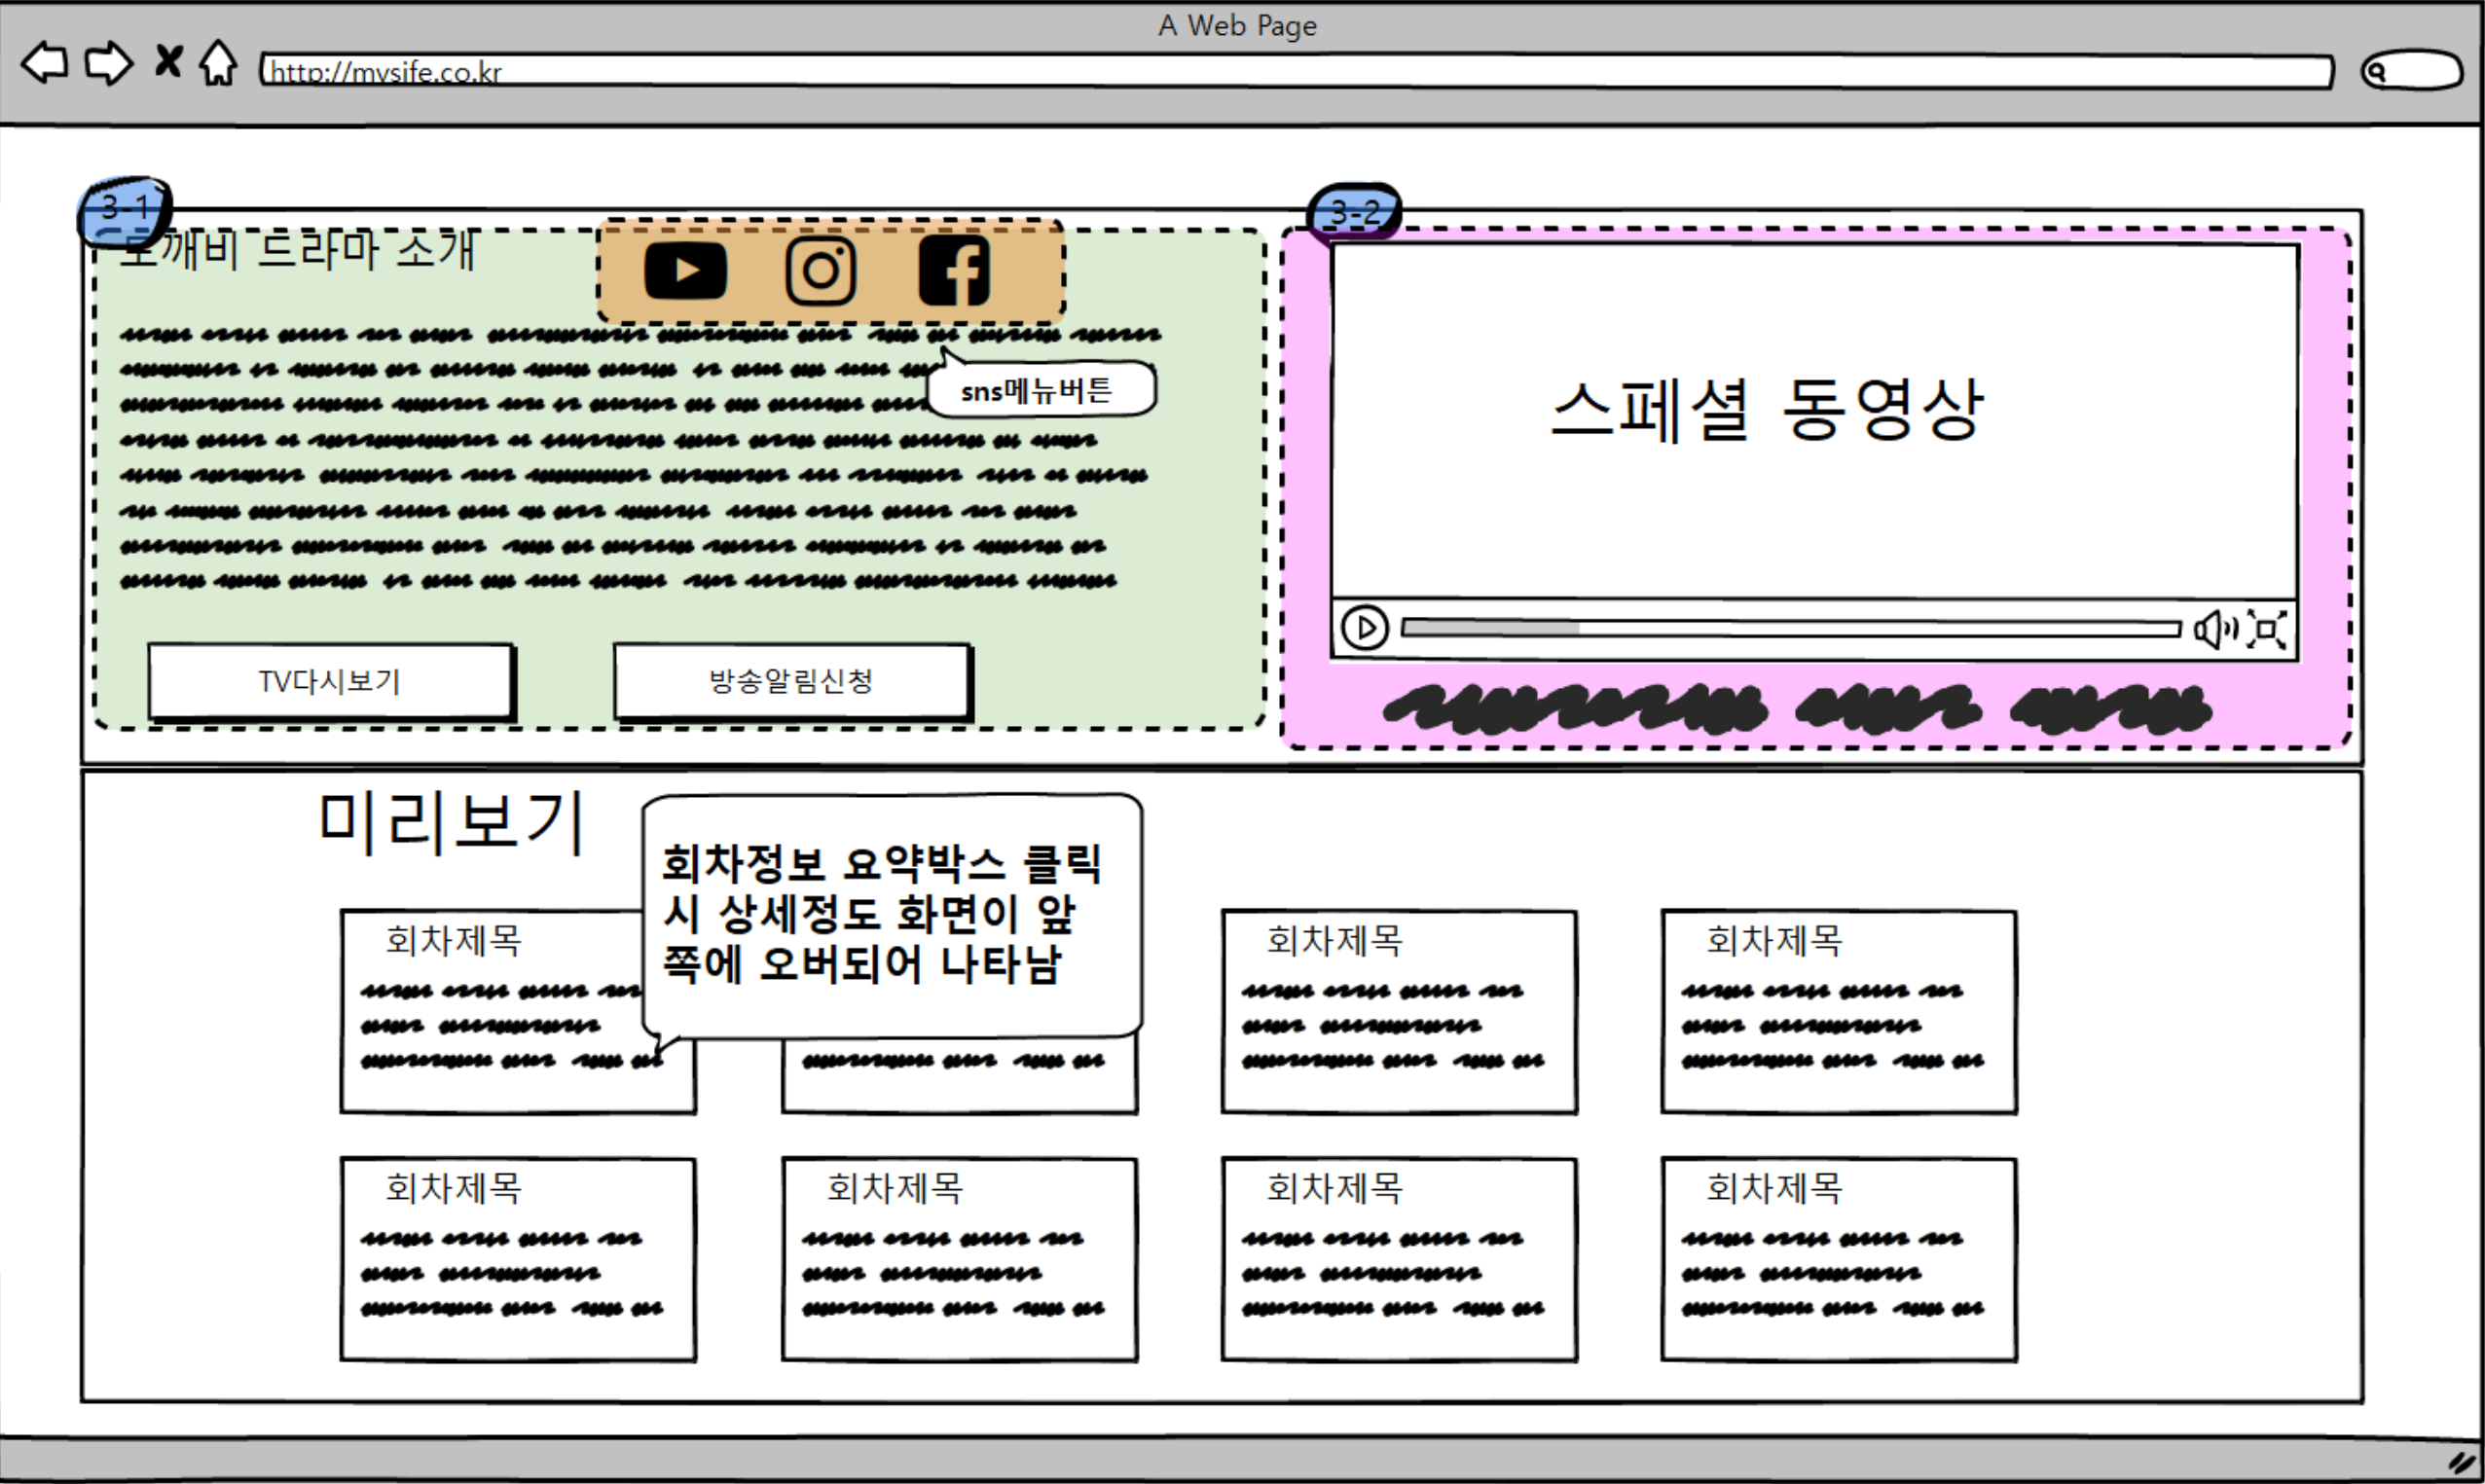 A Web Page
http://mysife.co.kr
3-1
도깨비 드라마 소개
sns메뉴버튼
TV다시보기
방송알림신청
3-2
스페셜 동영상
미리보기
회차정보 요약박스 클릭
시 상세정도 화면이 앞
쪽에 오버되어 나타남
회차제목
회차제목
회차제목
회차제목
회차제목
회차제목
회차제목